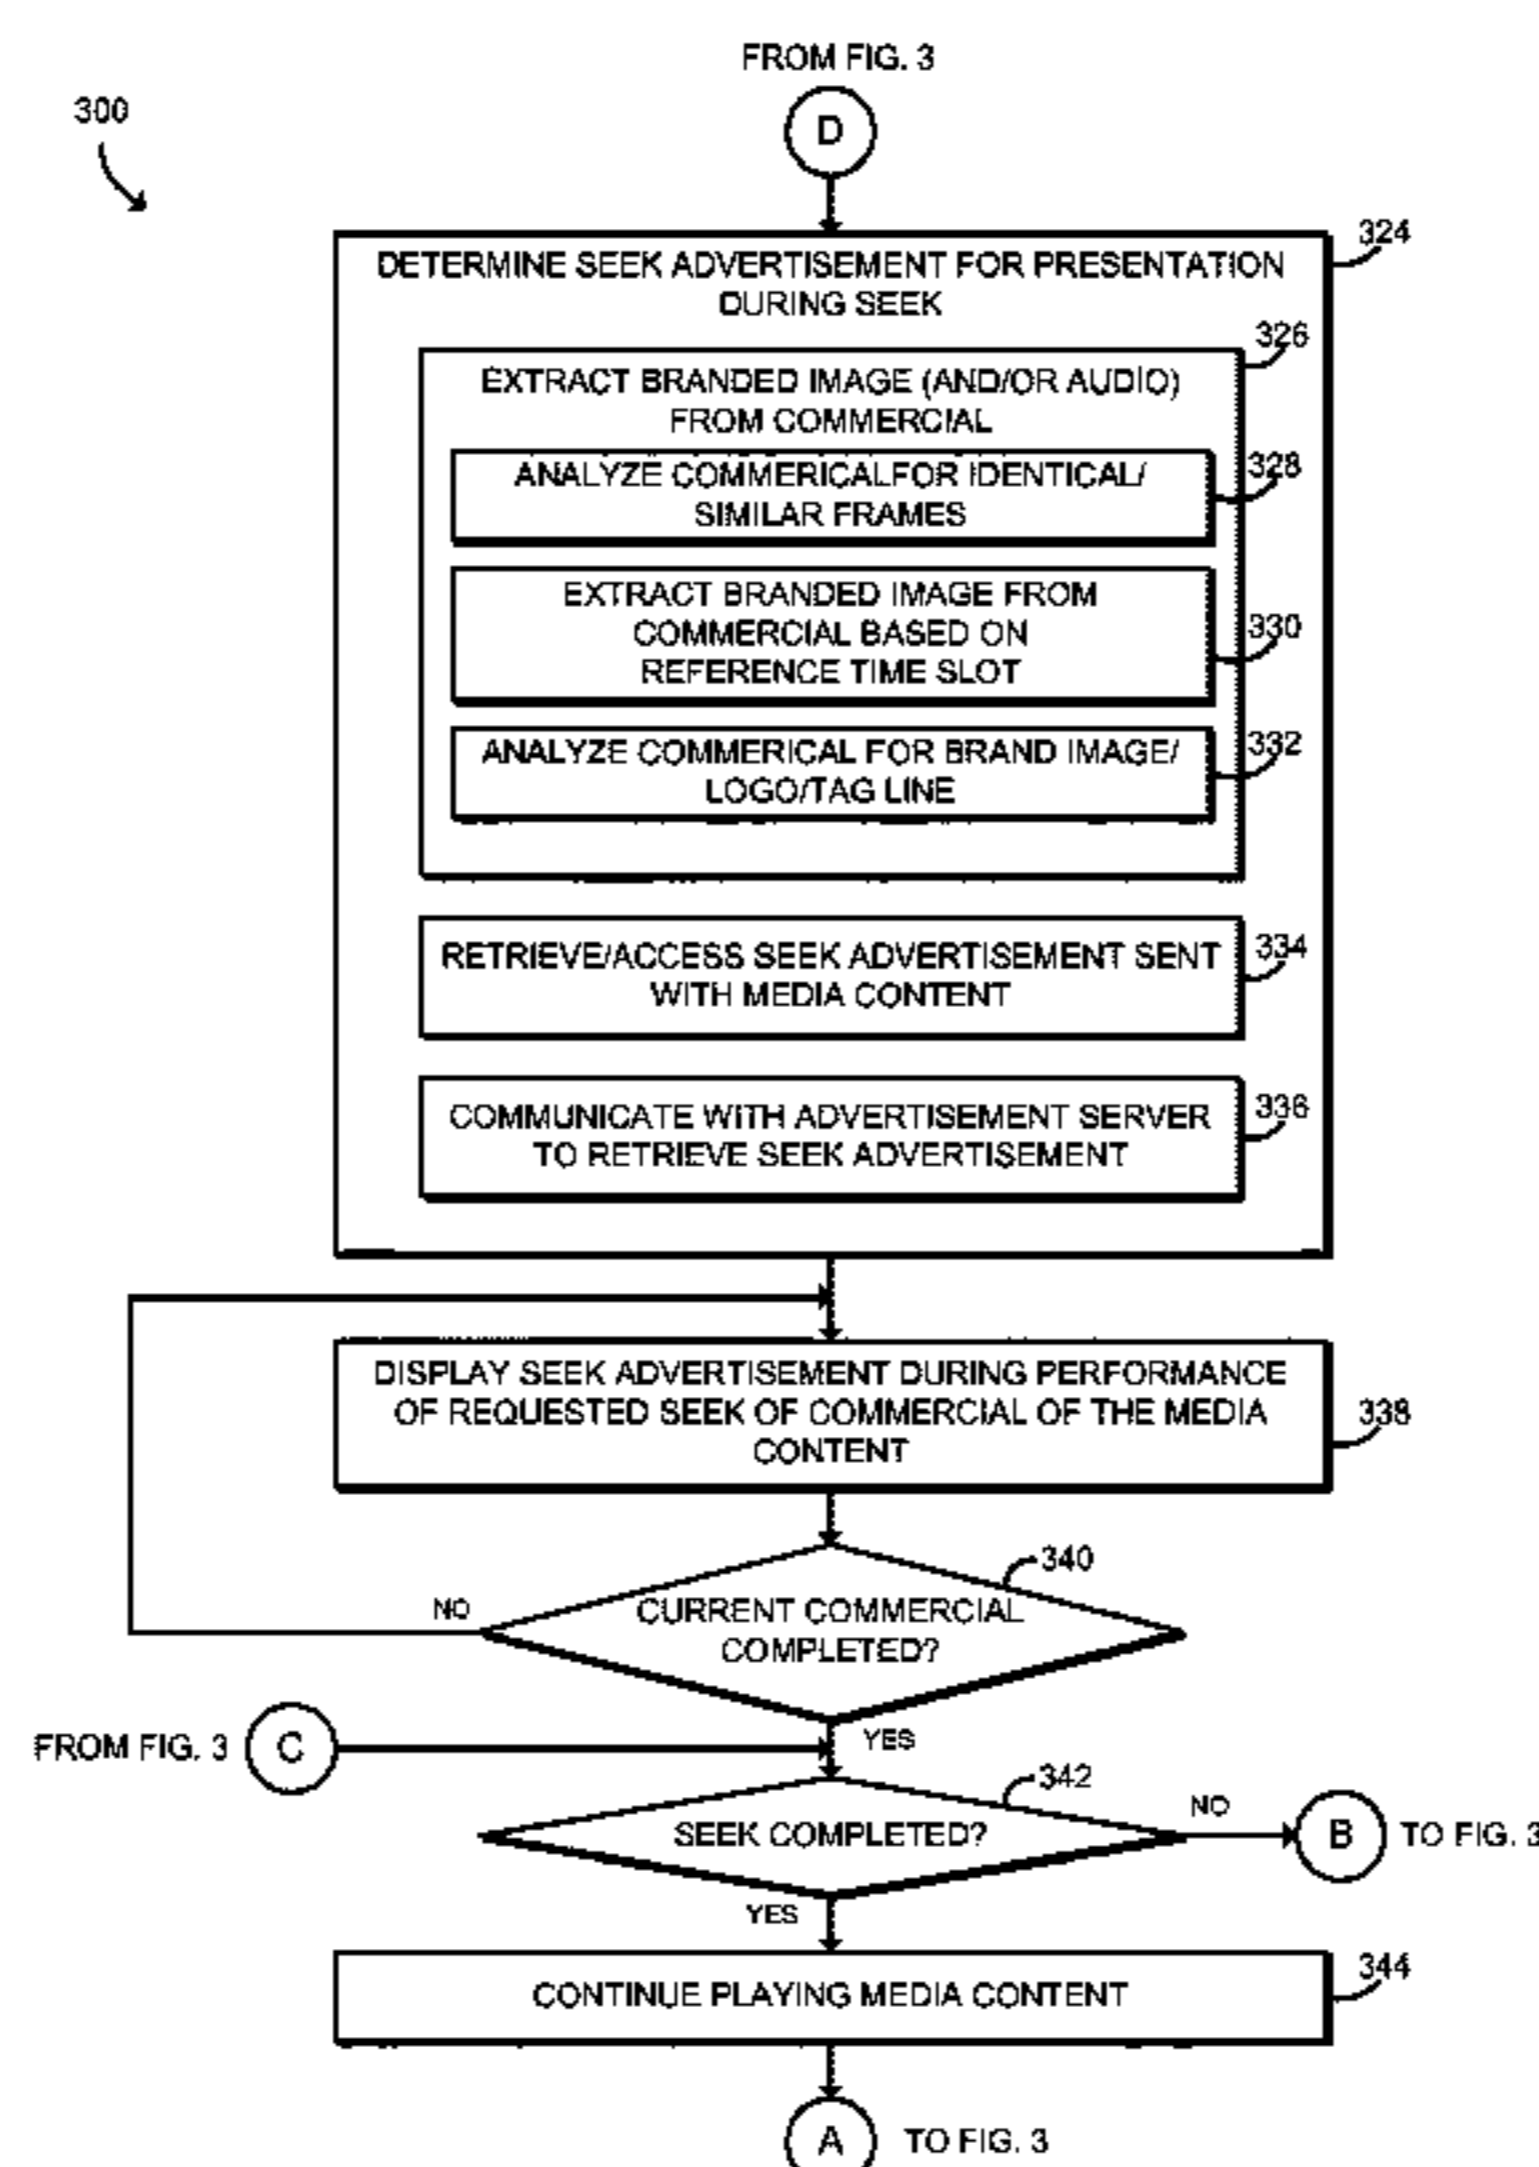 FROM FIG. 3
300
D
324
DETERMINE SEEK ADVERTISEMENT FOR PRESENTATION
DURING SEEK
326
EXTRACT BRANDED IMAGE (AND/OR AUDIO)
FROM COMMERCIAL
328
ANALYZE COMMERICALFOR IDENTICAL/
SIMILAR FRAMES
EXTRACT BRANDED IMAGE FROM
COMMERCIAL BASED ON
REFERENCE TIME SLOT
330
ANALYZE COMMERICAL FOR BRAND IMAGE/
LOGO/TAG LINE
332
RETRIEVE/ACCESS SEEK ADVERTISEMENT SENT
WITH MEDIA CONTENT
334
COMMUNICATE WITH ADVERTISEMENT SERVER
TO RETRIEVE SEEK ADVERTISEMENT
336
DISPLAY SEEK ADVERTISEMENT DURING PERFORMANCE
OF REQUESTED SEEK OF COMMERCIAL OF THE MEDIA
CONTENT
338
340
NO
CURRENT COMMERCIAL
COMPLETED?
YES
FROM FIG. 3 C
342
SEEK COMPLETED?
NO
B TO FIG. 3
YES
344
CONTINUE PLAYING MEDIA CONTENT
A TO FIG. 3